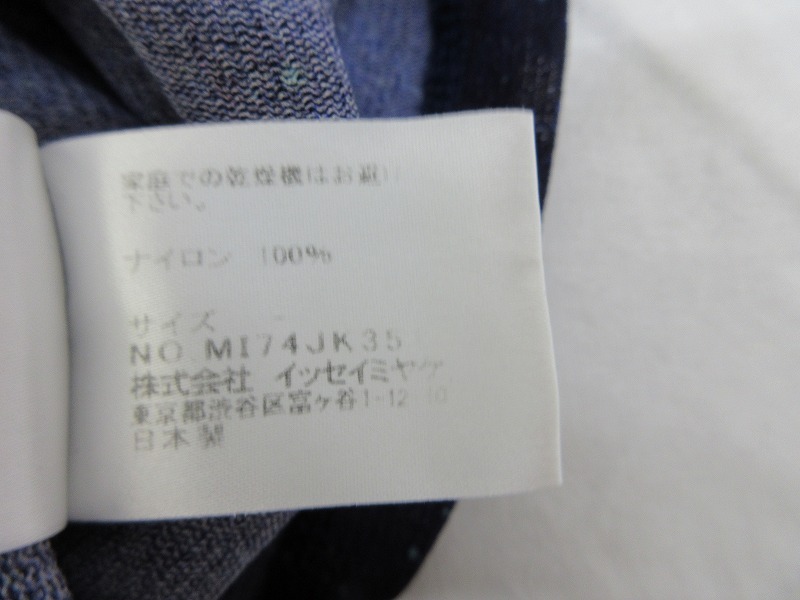 家庭での乾燥機はお避け
下さい。
ナイロン 100%
サイズ
NO. MI74JK35
株式会社 イッセイミヤケ
東京都渋谷区富ヶ谷1-12-10
日本製